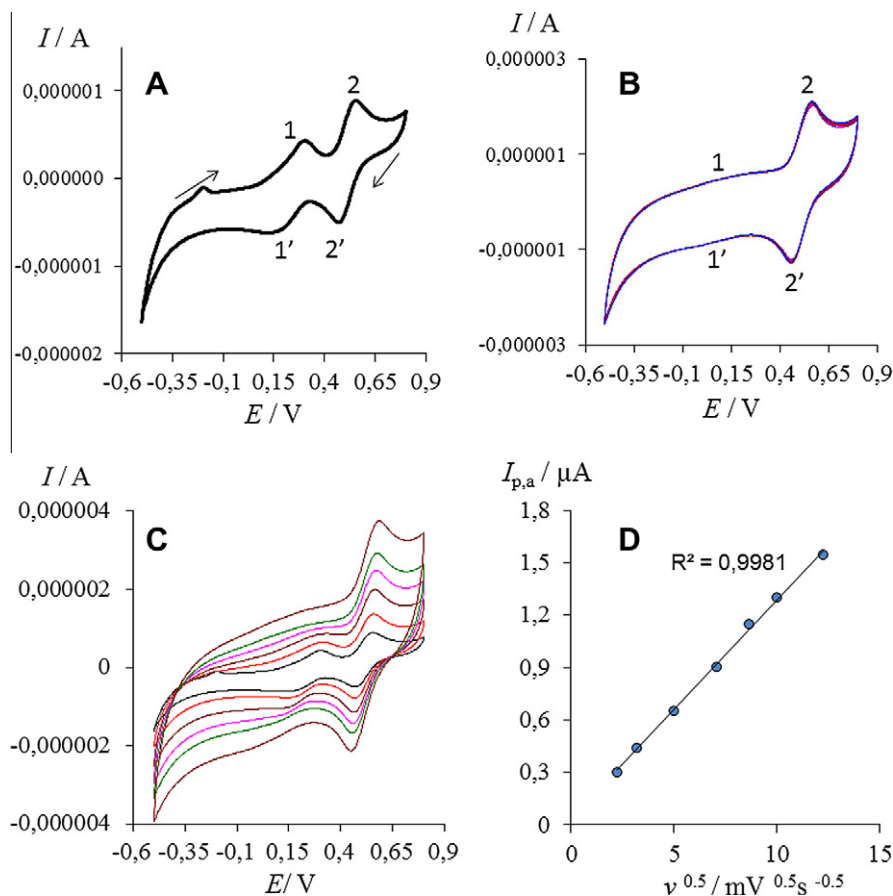 I / A
A
0,000001
0,000000
-0,000001
-0,000002
1
2
1’
2’
-0,6 -0,35 -0,1 0,15 0,4 0,65 0,9
E / V
I / A
B
0,000003
0,000001
-0,000001
-0,000003
1
2
1’
2’
-0,6 -0,35 -0,1 0,15 0,4 0,65 0,9
E / V
I / A
C
0,000004
0,000002
0
-0,000002
-0,000004
-0,6 -0,35 -0,1 0,15 0,4 0,65 0,9
E / V
Ip,a / μA
D
R² = 0,9981
1,8
1,5
1,2
0,9
0,6
0,3
0
0 5 10 15
v 0.5 / mV 0.5s -0.5